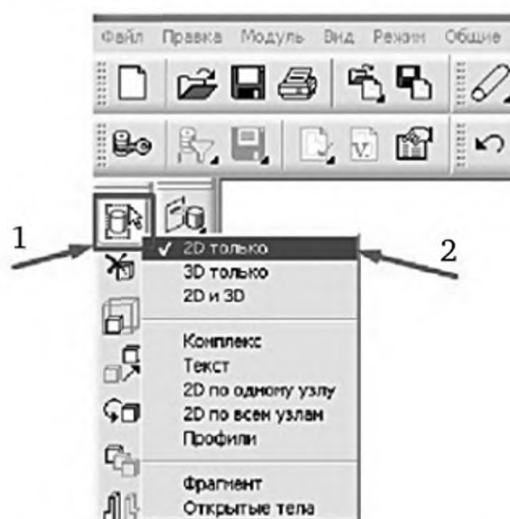 Файл Правка Модуль Вид Режим Общие
V.
1
2
2D только
3D только
2D и 3D
Комплекс
Текст
2D по одному узлу
2D по всем узлам
Профили
Фрагмент
Открытые тела